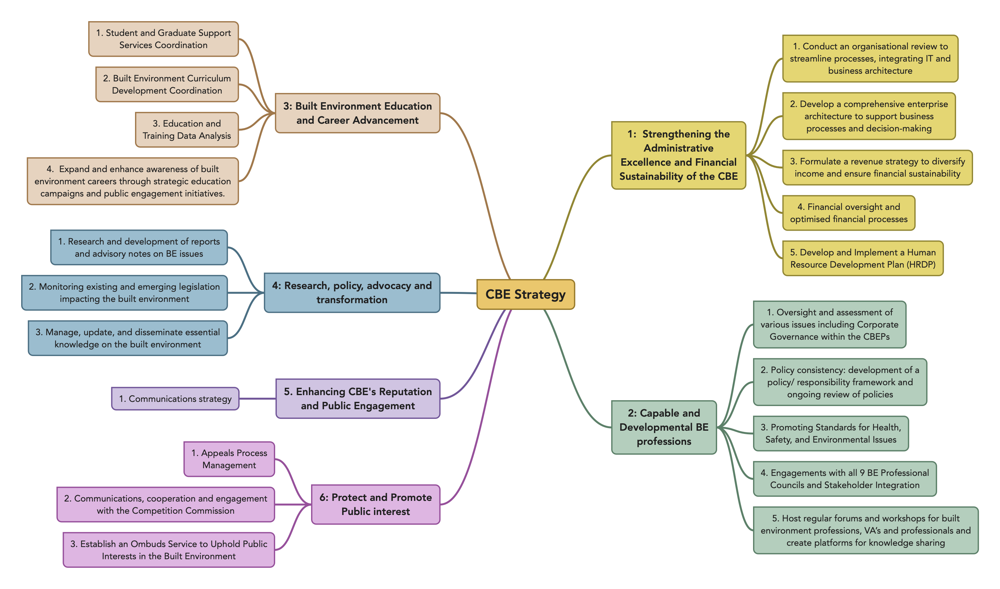 CBE Strategy
1:  Strengthening the
Administrative
Excellence and Financial
Sustainability of the CBE
1. Conduct an organisational review to
streamline processes, integrating IT and
business architecture
2. Develop a comprehensive enterprise
architecture to support business
processes and decision-making
3. Formulate a revenue strategy to diversify
income and ensure financial sustainability
4. Financial oversight and
optimised financial processes
5. Develop and Implement a Human
Resource Development Plan (HRDP)
2: Capable and
Developmental BE
professions
1. Oversight and assessment of
various issues including Corporate
Governance within the CBEPs
2. Policy consistency: development of a
policy/ responsibility framework and
ongoing review of policies
3. Promoting Standards for Health,
Safety, and Environmental Issues
4. Engagements with all 9 BE Professional
Councils and Stakeholder Integration
5. Host regular forums and workshops for built
environment professions, VA’s and professionals and
create platforms for knowledge sharing
3: Built Environment Education
and Career Advancement
1. Student and Graduate Support
Services Coordination
2. Built Environment Curriculum
Development Coordination
3. Education and
Training Data Analysis
4.  Expand and enhance awareness of built
environment careers through strategic education
campaigns and public engagement initiatives.
4: Research, policy, advocacy and
transformation
1. Research and development of reports
and advisory notes on BE issues
2. Monitoring existing and emerging legislation
impacting the built environment
3. Manage, update, and disseminate essential
knowledge on the built environment
5. Enhancing CBE's Reputation
and Public Engagement
1. Communications strategy
6: Protect and Promote
Public interest
1. Appeals Process
Management
2. Communications, cooperation and engagement
with the Competition Commission
3. Establish an Ombuds Service to Uphold Public
Interests in the Built Environment